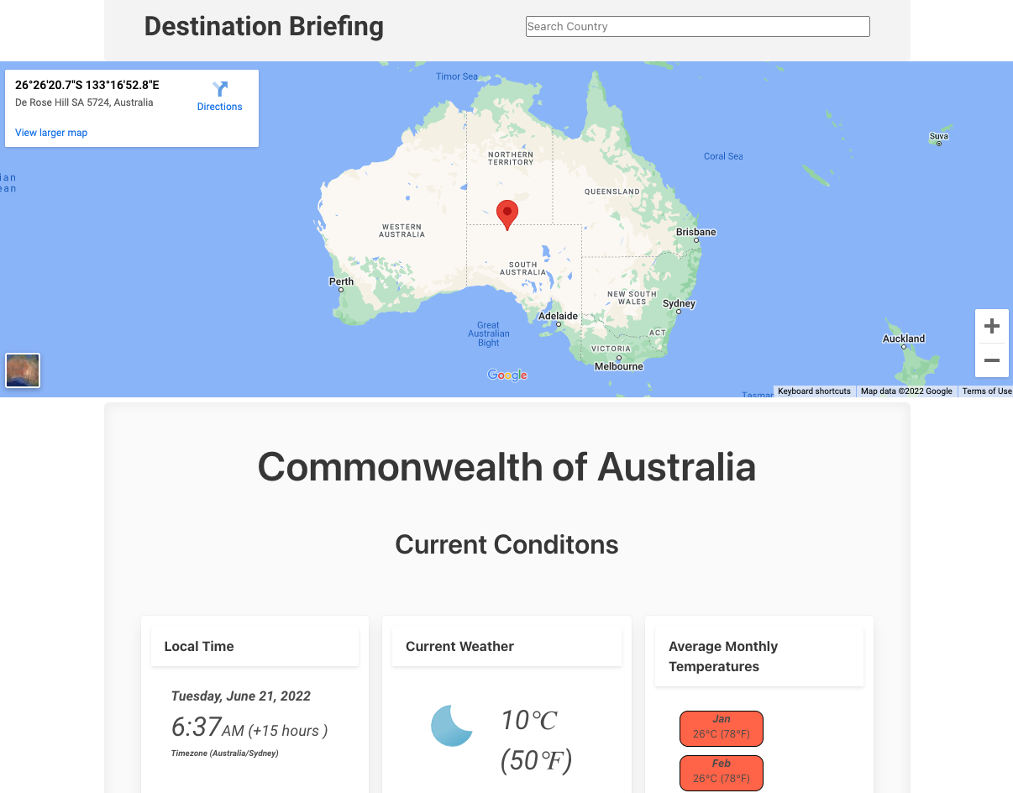 Destination Briefing
Search Country
26°26'20.7"S 133°16'52.8"E
De Rose Hill SA 5724, Australia
Directions
View larger map
Timor Sea
Coral Sea
Suva
ian
ean
NORTHERN
TERRITORY
QUEENSLAND
WESTERN
AUSTRALIA
Brisbane
SOUTH
AUSTRALIA
Perth
NEW SOUTH
WALES
Sydney
Adelaide
Great
Australian
Bight
ACT
Auckland
VICTORIA
Melbourne
Google
Tasman
Keyboard shortcuts
Map data ©2022 Google
Terms of Use
Commonwealth of Australia
Current Conditons
Local Time
Tuesday, June 21, 2022
6:37AM (+15 hours )
Timezone (Australia/Sydney)
Current Weather
10°C
(50°F)
Average Monthly
Temperatures
Jan
26°C (78°F)
Feb
26°C (78°F)